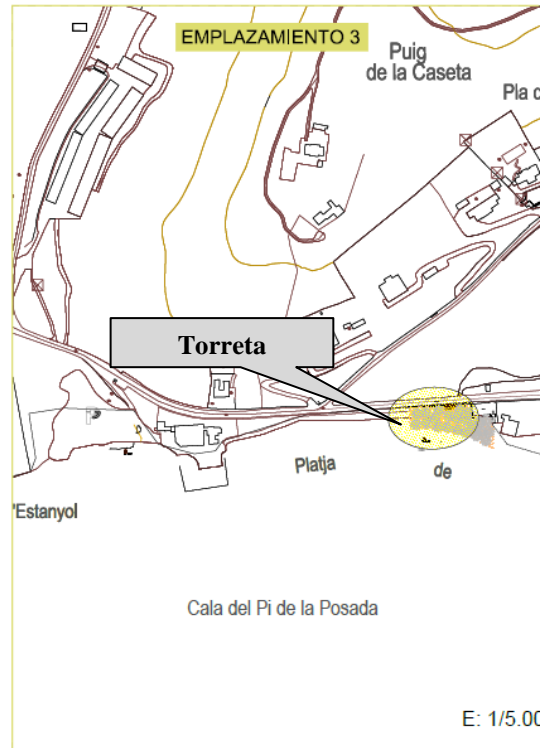 EMPLAZAMIENTO 3
Puig
de la Caseta
Pla d
Torreta
Platja
de
'Estanyol
Cala del Pi de la Posada
E: 1/5.00